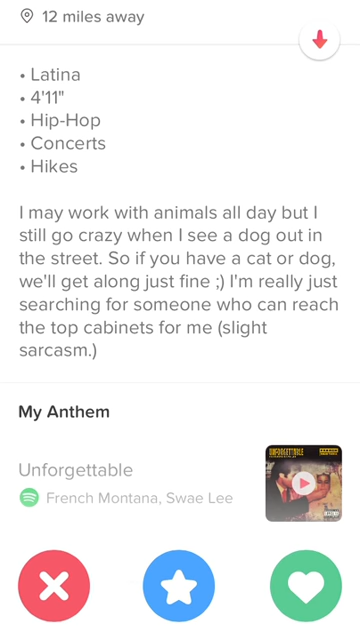 12 miles away
• Latina
• 4'11"
• Hip-Hop
• Concerts
• Hikes
I may work with animals all day but I
still go crazy when I see a dog out in
the street. So if you have a cat or dog,
we'll get along just fine ;) I'm really just
searching for someone who can reach
the top cabinets for me (slight
sarcasm.)
My Anthem
Unforgettable
French Montana, Swae Lee
UNFORGETTABLE